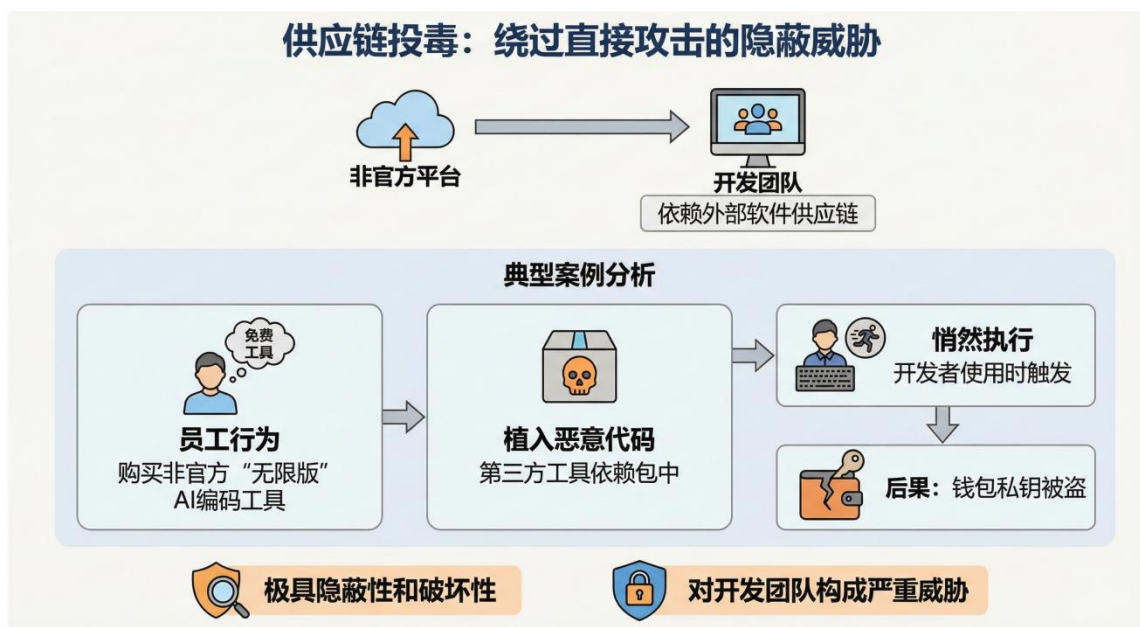 供应链投毒：绕过直接攻击的隐蔽威胁
非官方平台
开发团队
依赖外部软件供应链
典型案例分析
免费
工具
员工行为
购买非官方“无限版”
AI编码工具
植入恶意代码
第三方工具依赖包中
悄然执行
开发者使用时触发
后果：钱包私钥被盗
极具隐蔽性和破坏性
对开发团队构成严重威胁